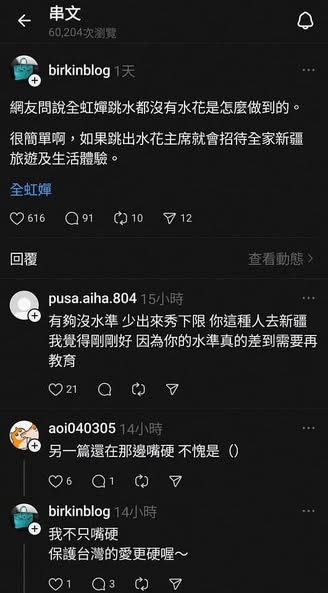 串文
60,204次瀏覽
birkinblog 1天
網友問說全虹嬋跳水都沒有水花是怎麼做到的。
很簡單啊，如果跳出水花主席就會招待全家新疆
旅遊及生活體驗。
全虹嬋
616 91 10 12
回覆 查看動態
pusa.aiha.804 15小時
有夠沒水準 少出來秀下限 你這種人去新疆
我覺得剛剛好 因為你的水準真的差到需要再
教育
21
aoi040305 14小時
另一篇還在那邊嘴硬 不愧是（）
6 1
birkinblog 14小時
我不只嘴硬
保護台灣的愛更硬喔～
1 3